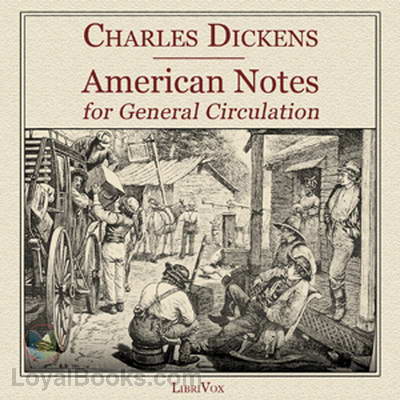 CHARLES DICKENS
American Notes
for General Circulation
LoyalBooks.com
LIBRIVOX